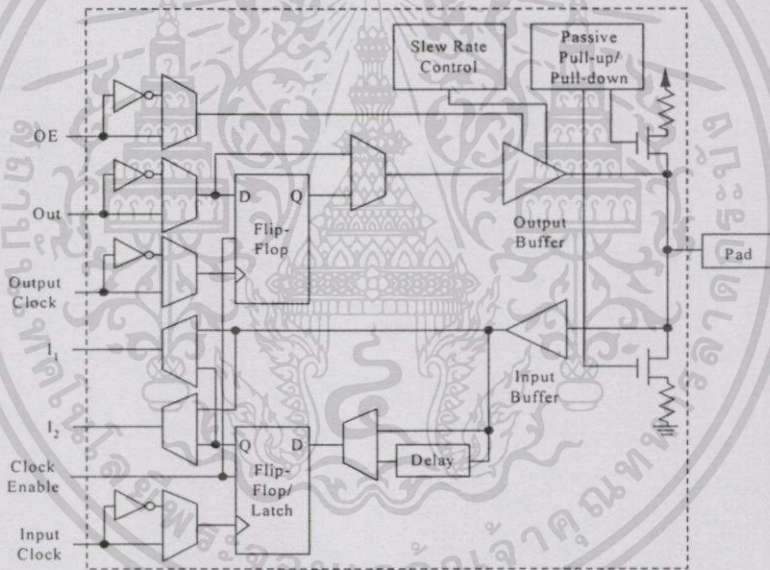 Slew Rate
Control
Passive
Pull-up/
Pull-down
OE
Out
D
Q
Flip-
Flop
Output
Buffer
Output
Clock
Pad
I₁
I₂
Input
Buffer
Clock
Enable
Q
D
Flip-
Flop/
Latch
Delay
Input
Clock